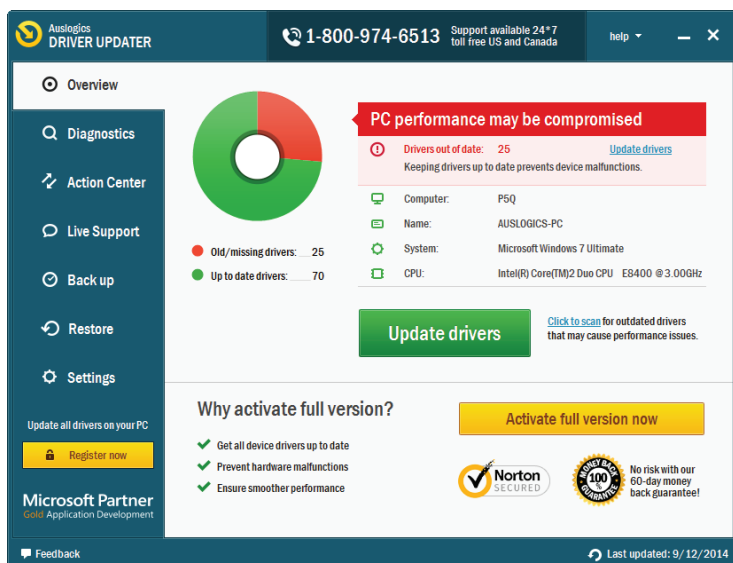 Auslogics
DRIVER UPDATER
1-800-974-6513
Support available 24*7
toll free US and Canada
help
Overview
Diagnostics
Action Center
Live Support
Back up
Restore
Settings
Update all drivers on your PC
Register now
Microsoft Partner
Gold Application Development
Old/missing drivers: 25
Up to date drivers: 70
PC performance may be compromised
Drivers out of date: 25 Update drivers
Keeping drivers up to date prevents device malfunctions.
Computer: P5Q
Name: AUSLOGICS-PC
System: Microsoft Windows 7 Ultimate
CPU: Intel(R) Core(TM)2 Duo CPU E8400 @ 3.00GHz
Update drivers
Click to scan for outdated drivers
that may cause performance issues.
Why activate full version?
Get all device drivers up to date
Prevent hardware malfunctions
Ensure smoother performance
Activate full version now
Norton
SECURED
MONEY BACK
100
%
GUARANTEE
No risk with our
60-day money
back guarantee!
Feedback
Last updated: 9/12/2014